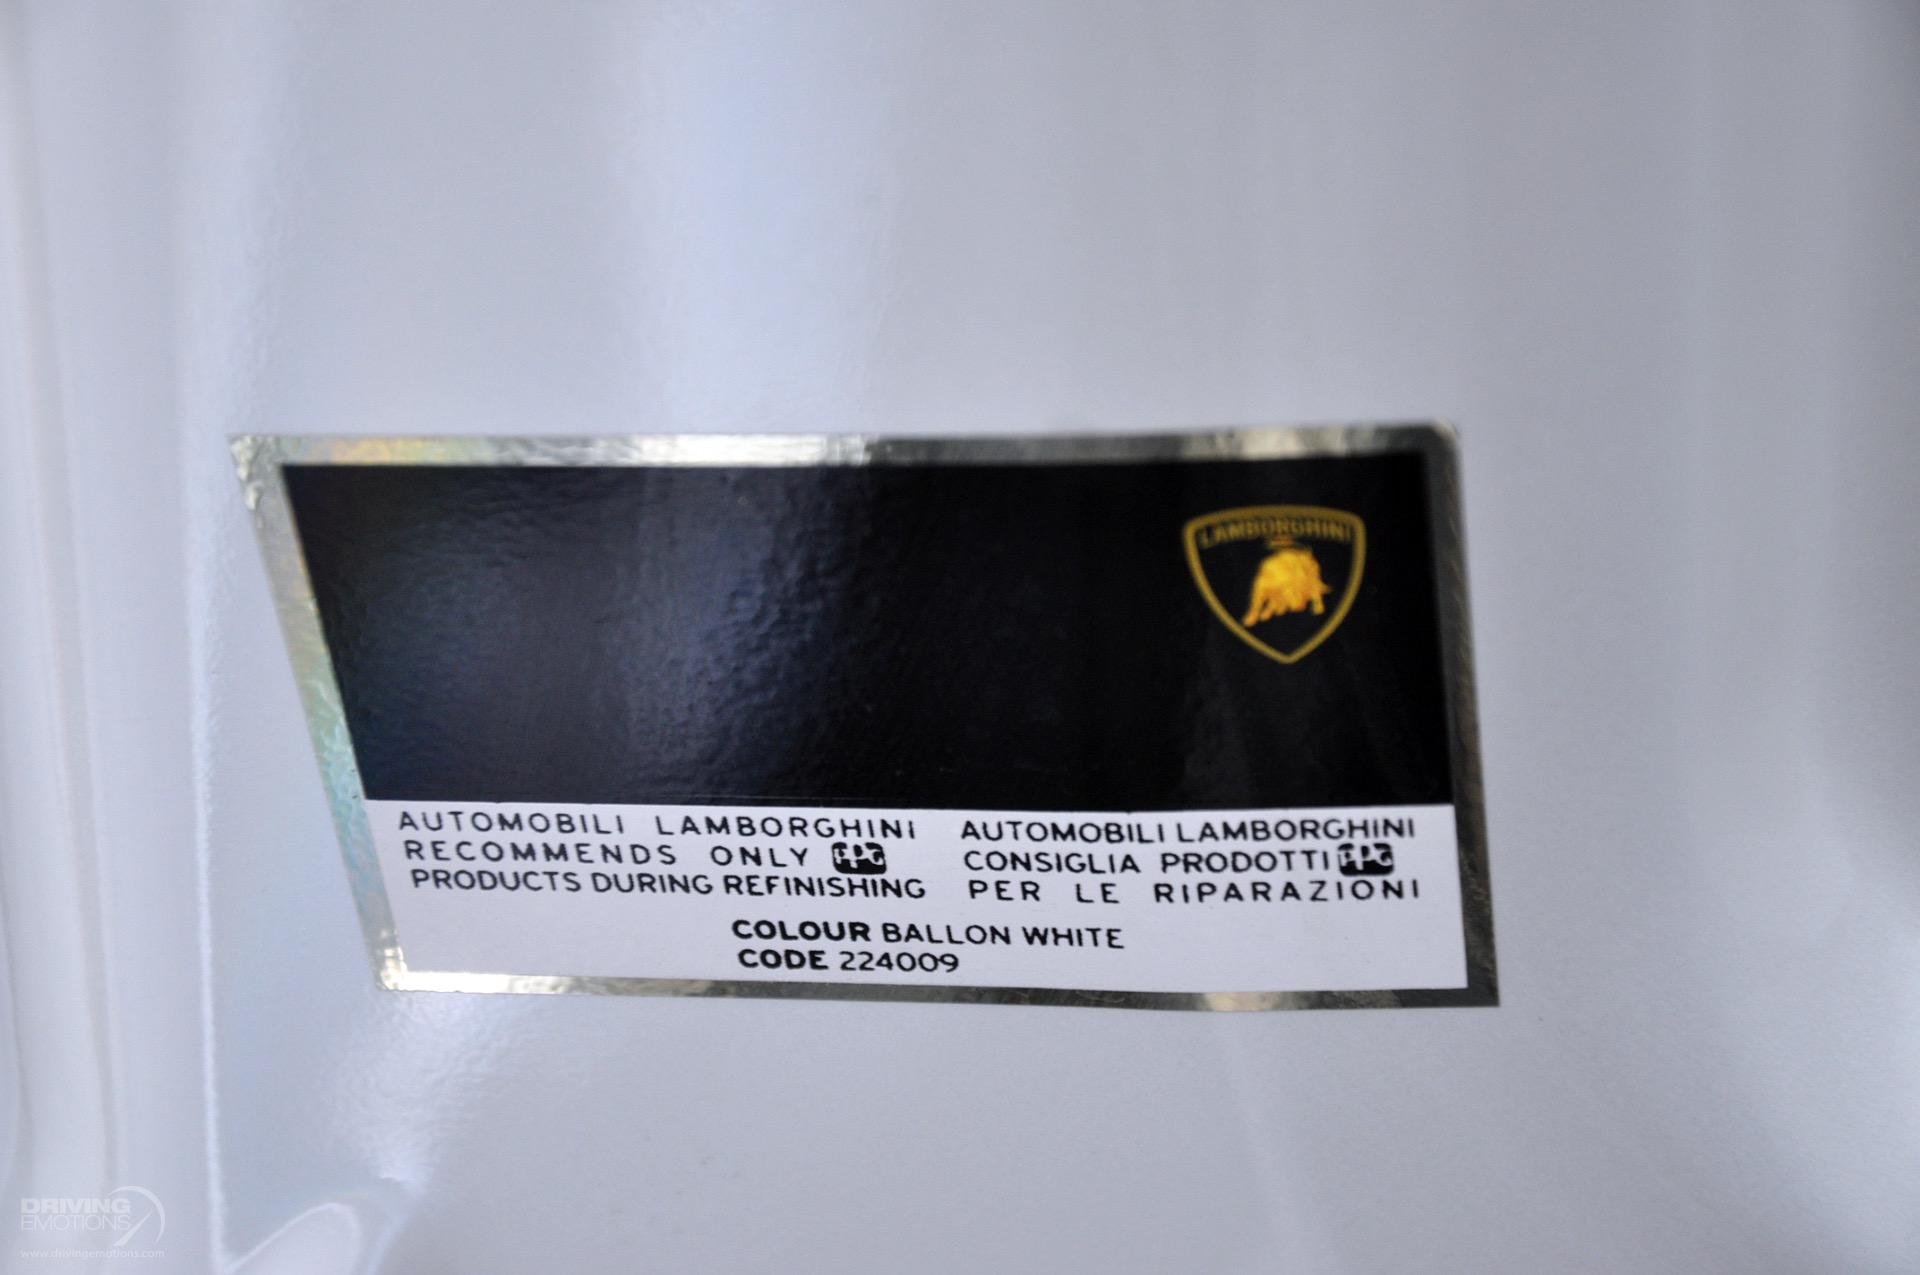 LAMBORGHINI
AUTOMOBILI LAMBORGHINI
RECOMMENDS ONLY PPG
PRODUCTS DURING REFINISHING
AUTOMOBILI LAMBORGHINI
CONSIGLIA PRODOTTI PPG
PER LE RIPARAZIONI
COLOUR BALLON WHITE
CODE 224009
DRIVING
EMOTIONS
www.drivingemotions.com